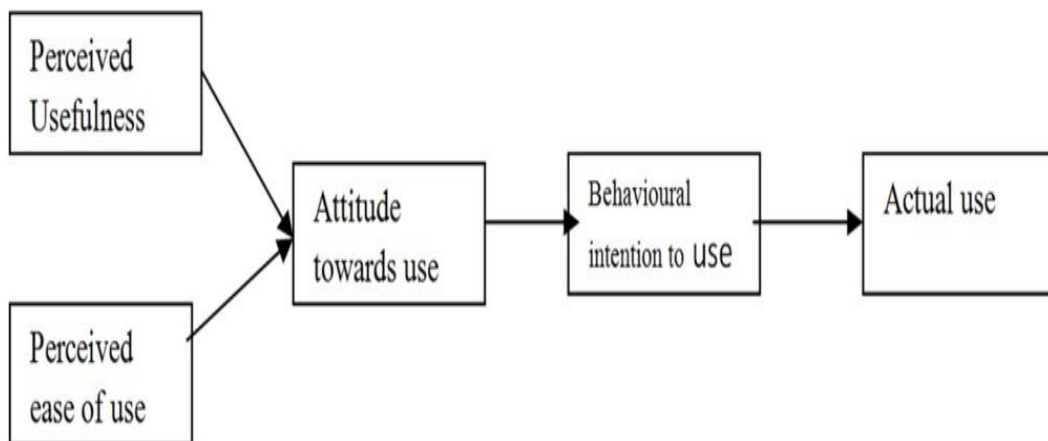 Perceived
Usefulness
Attitude
towards use
Behavioural
intention to use
Actual use
Perceived
ease of use